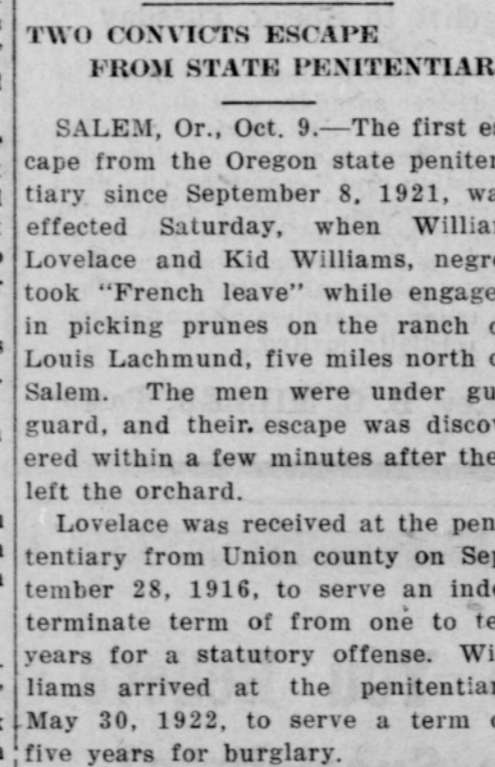 TWO CONVICTS ESCAPE
FROM STATE PENITENTIAR
SALEM, Or., Oct. 9.—The first es
cape from the Oregon state peniten
tiary since September 8, 1921, wa
effected Saturday, when Willia
Lovelace and Kid Williams, negro
took "French leave" while engage
in picking prunes on the ranch o
Louis Lachmund, five miles north o
Salem. The men were under gu
guard, and their. escape was discov
ered within a few minutes after the
left the orchard.
Lovelace was received at the pen
tentiary from Union county on Sep
tember 28, 1916, to serve an inde
terminate term of from one to te
years for a statutory offense. Wi
liams arrived at the penitentiar
May 30, 1922, to serve a term o
five years for burglary.